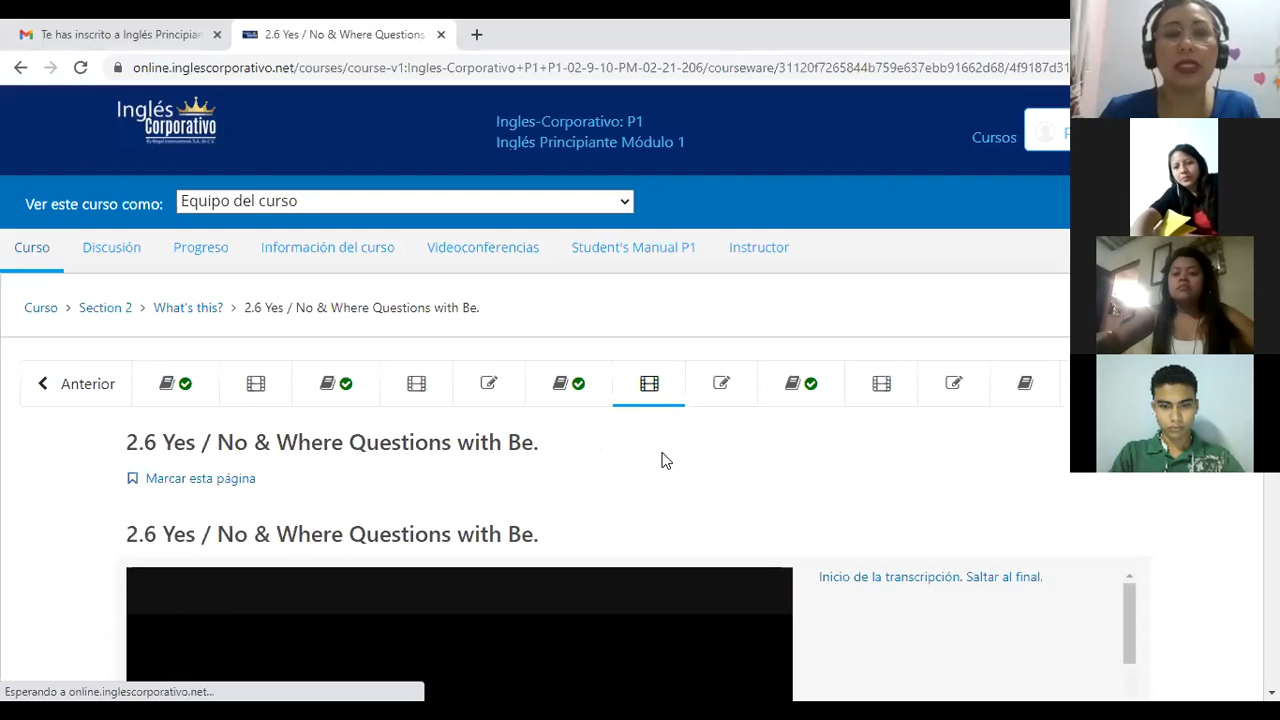 Te has inscrito a Inglés Principian
2.6 Yes / No & Where Questions
online.inglescorporativo.net/courses/course-v1:Ingles-Corporativo+P1+P1-02-9-10-PM-02-21-206/courseware/31120f7265844b759e637ebb91662d68/4f9187d31
Inglés
Corporativo
Ingles-Corporativo: P1
Inglés Principiante Módulo 1
Cursos
Ver este curso como:
Equipo del curso
Curso
Discusión
Progreso
Información del curso
Videoconferencias
Student's Manual P1
Instructor
Curso > Section 2 > What's this? > 2.6 Yes / No & Where Questions with Be.
Anterior
2.6 Yes / No & Where Questions with Be.
Marcar esta página
2.6 Yes / No & Where Questions with Be.
Inicio de la transcripción. Saltar al final.
Esperando a online.inglescorporativo.net...